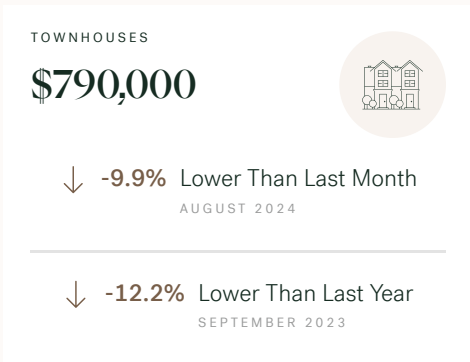 TOWNHOUSES
$790,000
-9.9% Lower Than Last Month
AUGUST 2024
-12.2% Lower Than Last Year
SEPTEMBER 2023